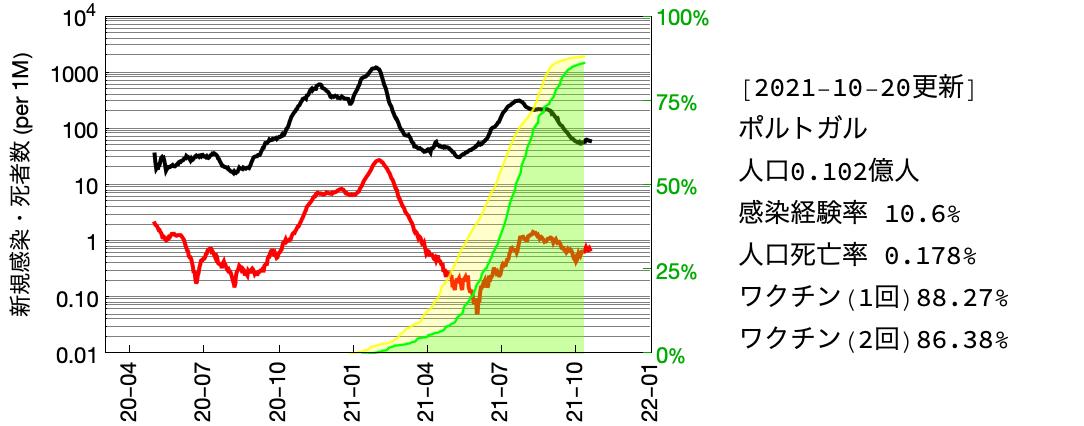 新規感染・死者数 (per 1M)
10^4
1000
100
10
1
0.10
0.01
100%
75%
50%
25%
0%
20-04
20-07
20-10
21-01
21-04
21-07
21-10
22-01
[2021-10-20更新]
ポルトガル
人口0.102億人
感染経験率 10.6%
人口死亡率 0.178%
ワクチン(1回)88.27%
ワクチン(2回)86.38%